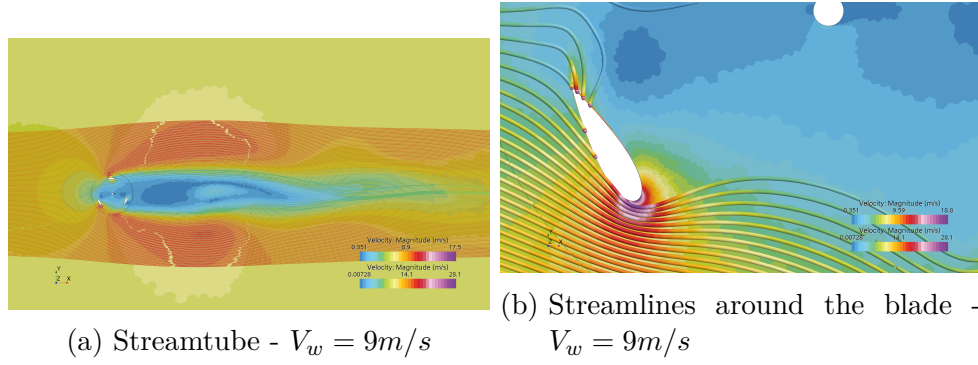 Velocity: Magnitude (m/s)
0.351 8.9 17.5
Velocity: Magnitude (m/s)
0.00728 14.1 28.1
Y
Z X
Velocity: Magnitude (m/s)
0.351 9.59 18.8
Velocity: Magnitude (m/s)
0.00728 14.1 28.1
Y
Z X
(a) Streamtube - $V_w = 9m/s$
(b) Streamlines around the blade -
$V_w = 9m/s$